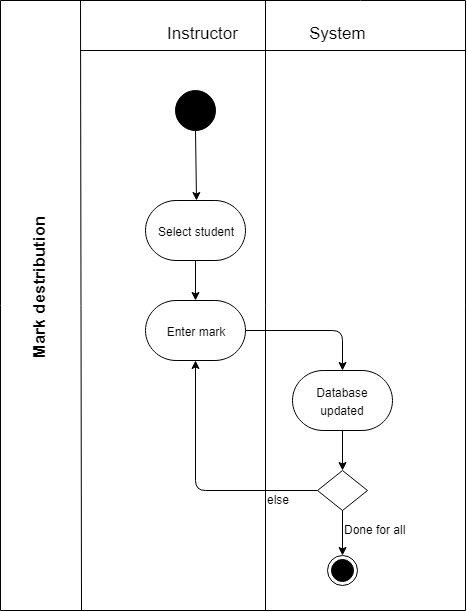 Instructor
System
Mark destribution
Select student
Enter mark
Database
updated
else
Done for all